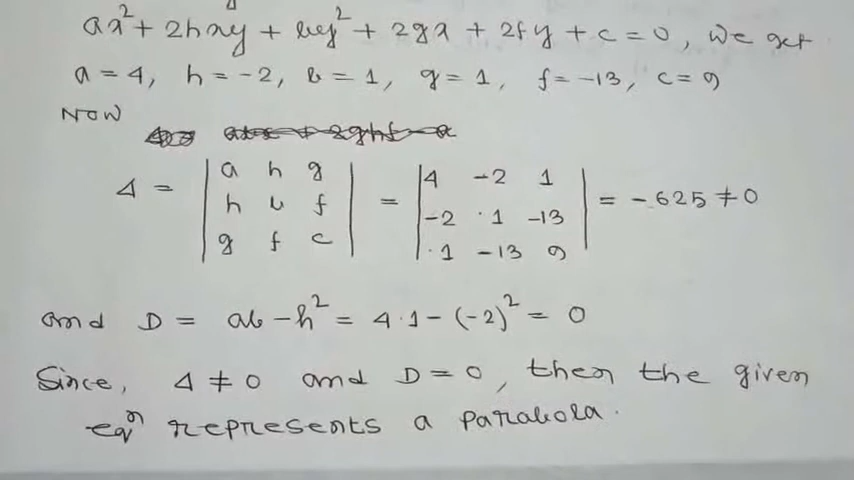 ax² + 2hxy + by² + 2gx + 2fy + c = 0, we get
a = 4, h = -2, b = 1, g = 1, f = -13, c = 9
Now
Δ = | a h g | = | 4 -2 1 | = -625 ≠ 0
| h b f | | -2 1 -13 |
| g f c | | 1 -13 9 |
and D = ab - h² = 4·1 - (-2)² = 0
Since, Δ ≠ 0 and D = 0, then the given
eqⁿ represents a parabola.